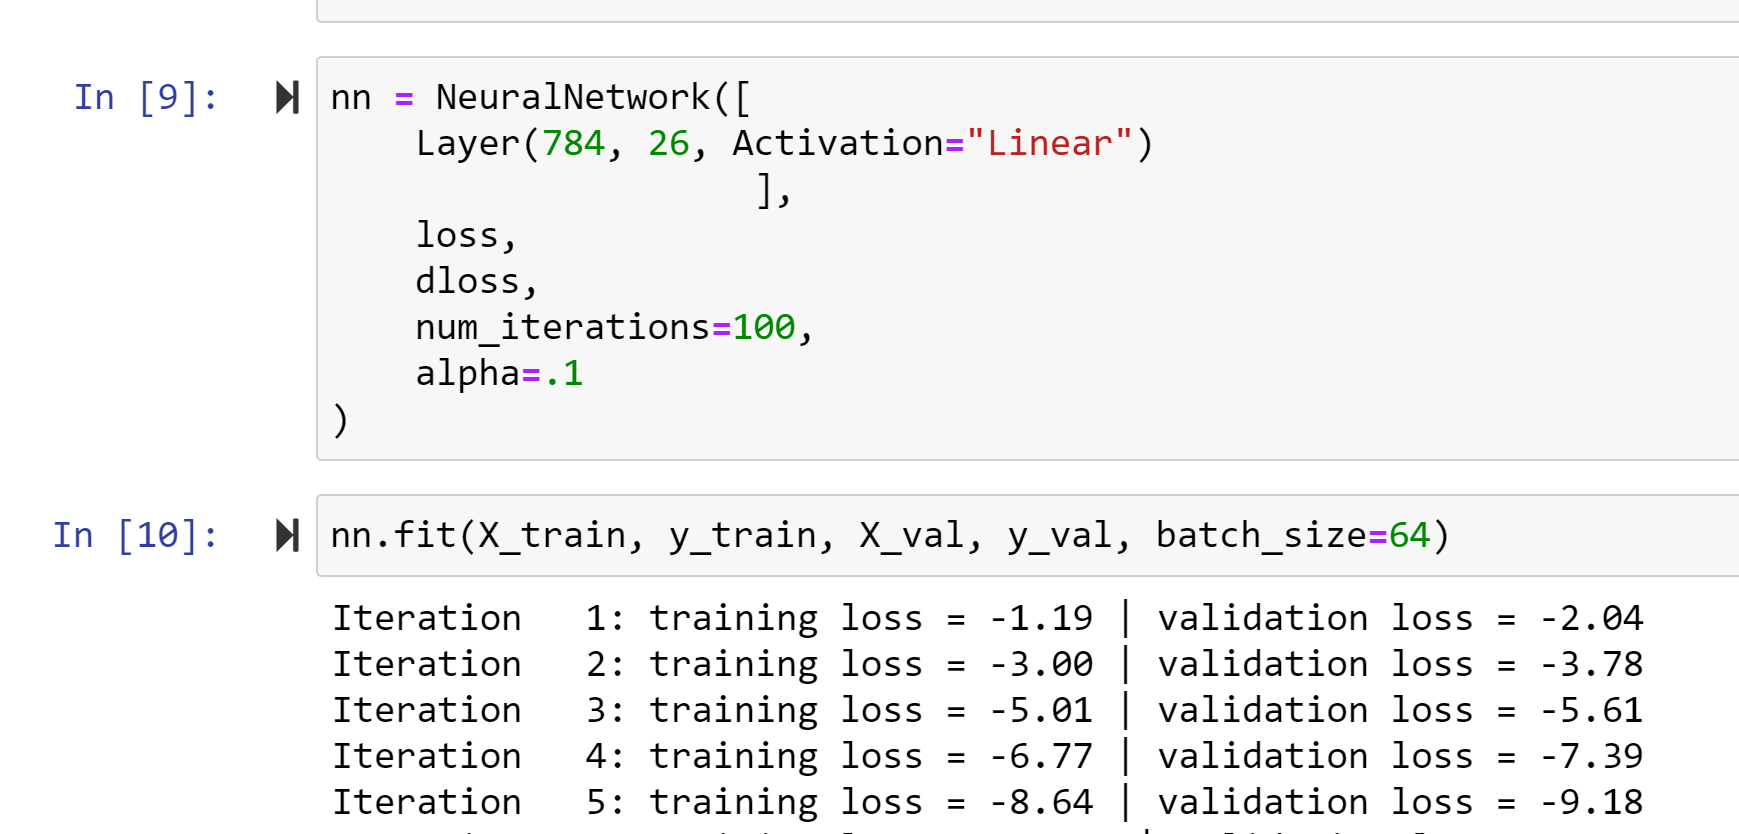 In [9]:
nn = NeuralNetwork([
    Layer(784, 26, Activation="Linear")
                    ],
    loss,
    dloss,
    num_iterations=100,
    alpha=.1
)
In [10]:
nn.fit(X_train, y_train, X_val, y_val, batch_size=64)
Iteration   1: training loss = -1.19 | validation loss = -2.04
Iteration   2: training loss = -3.00 | validation loss = -3.78
Iteration   3: training loss = -5.01 | validation loss = -5.61
Iteration   4: training loss = -6.77 | validation loss = -7.39
Iteration   5: training loss = -8.64 | validation loss = -9.18